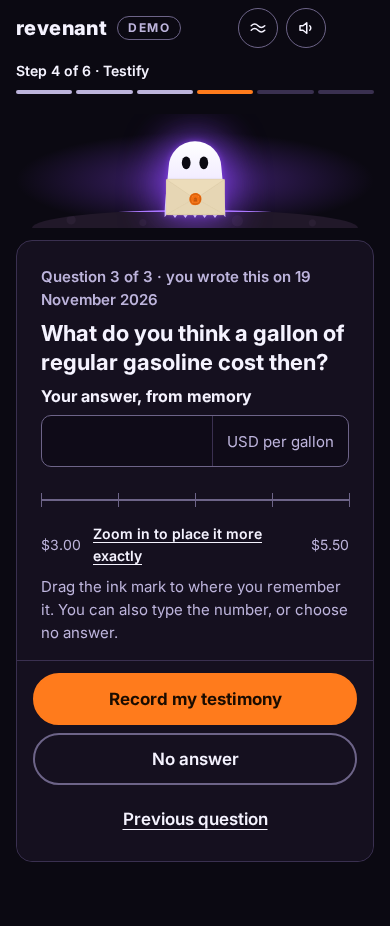 revenant DEMO
Step 4 of 6 · Testify
Question 3 of 3 · you wrote this on 19
November 2026
What do you think a gallon of
regular gasoline cost then?
Your answer, from memory
USD per gallon
$3.00 Zoom in to place it more exactly $5.50
Drag the ink mark to where you remember
it. You can also type the number, or choose
no answer.
Record my testimony
No answer
Previous question